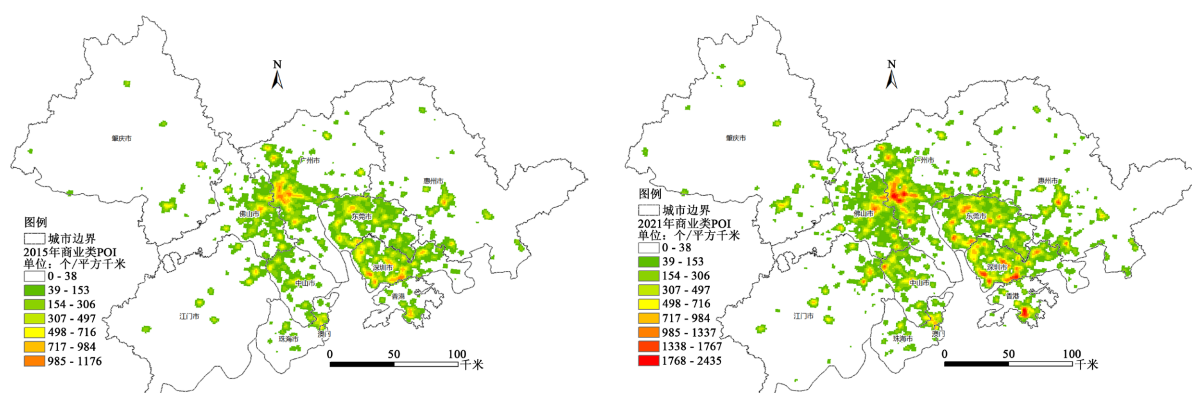 N
肇庆市
广州市
惠州市
佛山市
东莞市
深圳市
中山市
香港
江门市
珠海市
澳门
图例
城市边界
2015年商业类POI
单位：个/平方千米
0 - 38
39 - 153
154 - 306
307 - 497
498 - 716
717 - 984
985 - 1176
0 50 100
千米
N
肇庆市
广州市
惠州市
佛山市
东莞市
深圳市
中山市
香港
江门市
珠海市
澳门
图例
城市边界
2021年商业类POI
单位：个/平方千米
0 - 38
39 - 153
154 - 306
307 - 497
498 - 716
717 - 984
985 - 1337
1338 - 1767
1768 - 2435
0 50 100
千米